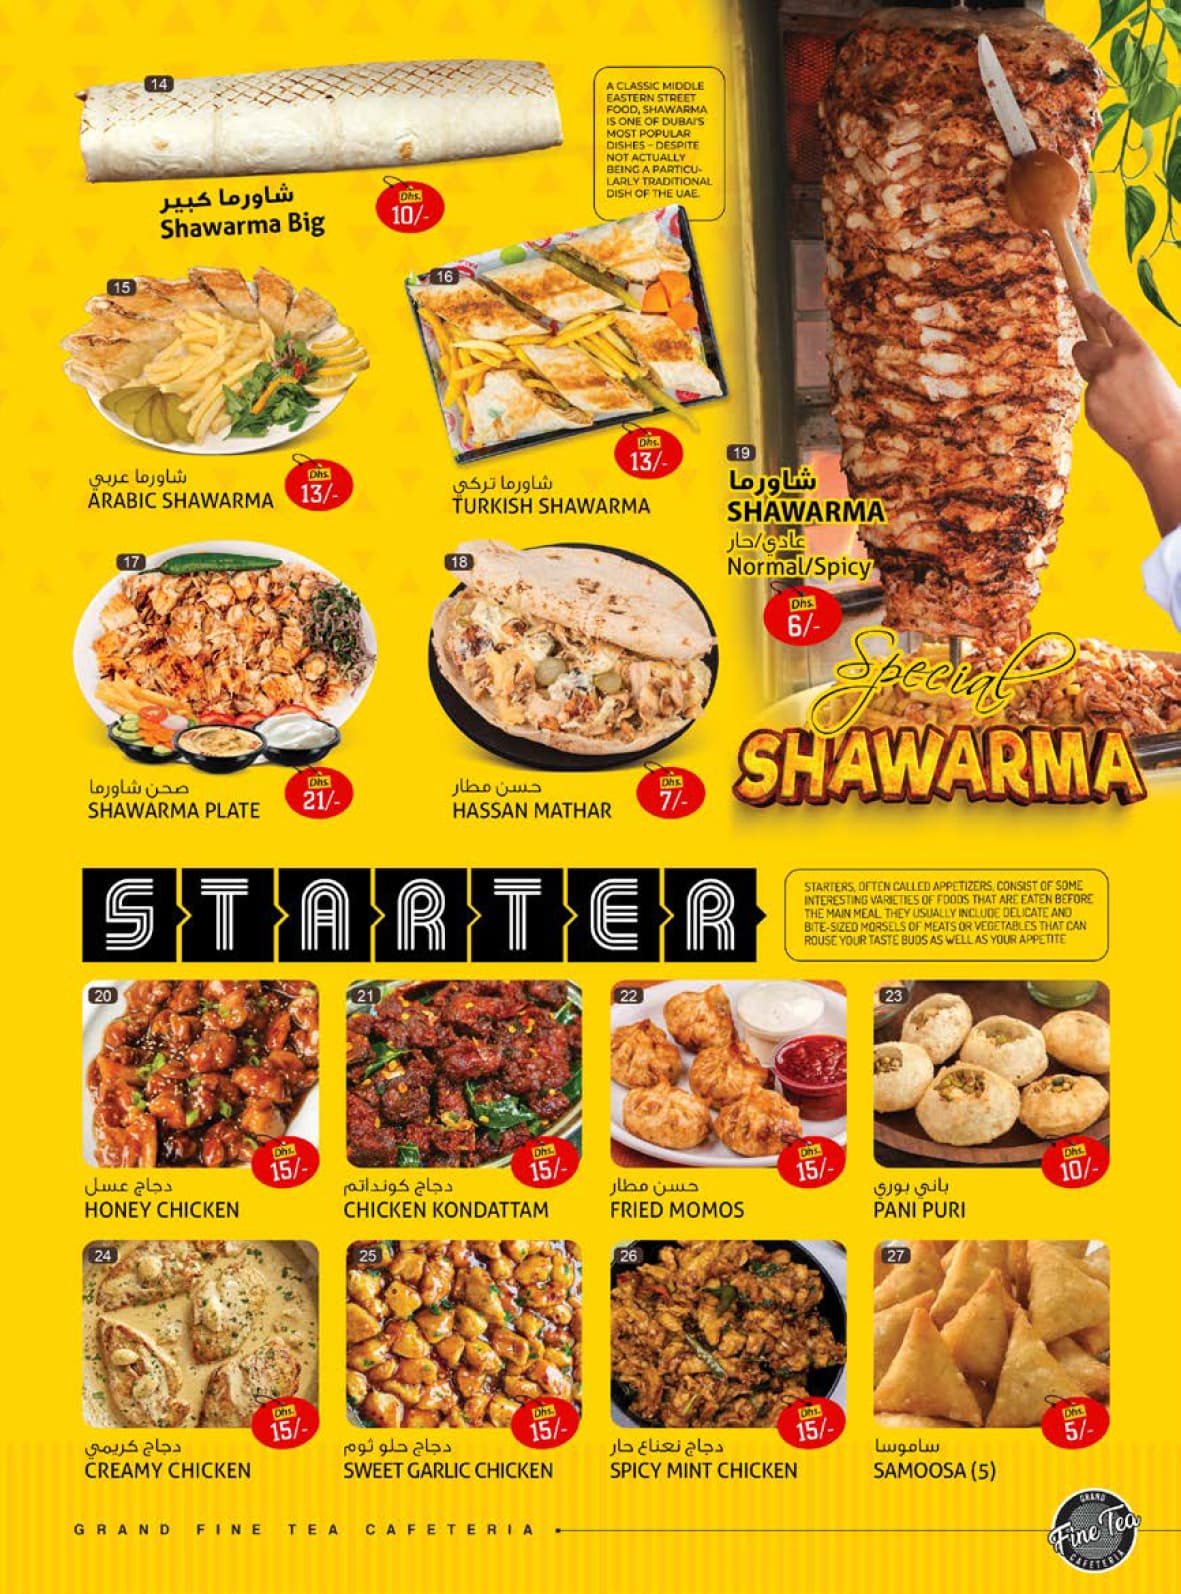 14
شاورما كبير
Shawarma Big
Dhs.
10/-
A CLASSIC MIDDLE
EASTERN STREET
FOOD, SHAWARMA
IS ONE OF DUBAI'S
MOST POPULAR
DISHES – DESPITE
NOT ACTUALLY
BEING A PARTICU-
LARLY TRADITIONAL
DISH OF THE UAE.
15
شاورما عربي
ARABIC SHAWARMA
Dhs.
13/-
16
شاورما تركي
TURKISH SHAWARMA
Dhs.
13/-
17
صحن شاورما
SHAWARMA PLATE
Dhs.
21/-
18
حسن مطار
HASSAN MATHAR
Dhs.
7/-
19
شاورما
SHAWARMA
عادي/حار
Normal/Spicy
Dhs.
6/-
Special
SHAWARMA
STARTER
STARTERS, OFTEN CALLED APPETIZERS, CONSIST OF SOME
INTERESTING VARIETIES OF FOODS THAT ARE EATEN BEFORE
THE MAIN MEAL. THEY USUALLY INCLUDE DELICATE AND
BITE-SIZED MORSELS OF MEATS OR VEGETABLES THAT CAN
ROUSE YOUR TASTE BUDS AS WELL AS YOUR APPETITE
20
Dhs.
15/-
دجاج عسل
HONEY CHICKEN
21
Dhs.
15/-
دجاج كونداتم
CHICKEN KONDATTAM
22
Dhs.
15/-
حسن مطار
FRIED MOMOS
23
Dhs.
10/-
باني بوري
PANI PURI
24
Dhs.
15/-
دجاج كريمي
CREAMY CHICKEN
25
Dhs.
15/-
دجاج حلو ثوم
SWEET GARLIC CHICKEN
26
Dhs.
15/-
دجاج نعناع حار
SPICY MINT CHICKEN
27
Dhs.
5/-
ساموسا
SAMOOSA (5)
GRAND FINE TEA CAFETERIA
GRAND
Fine Tea
CAFETERIA